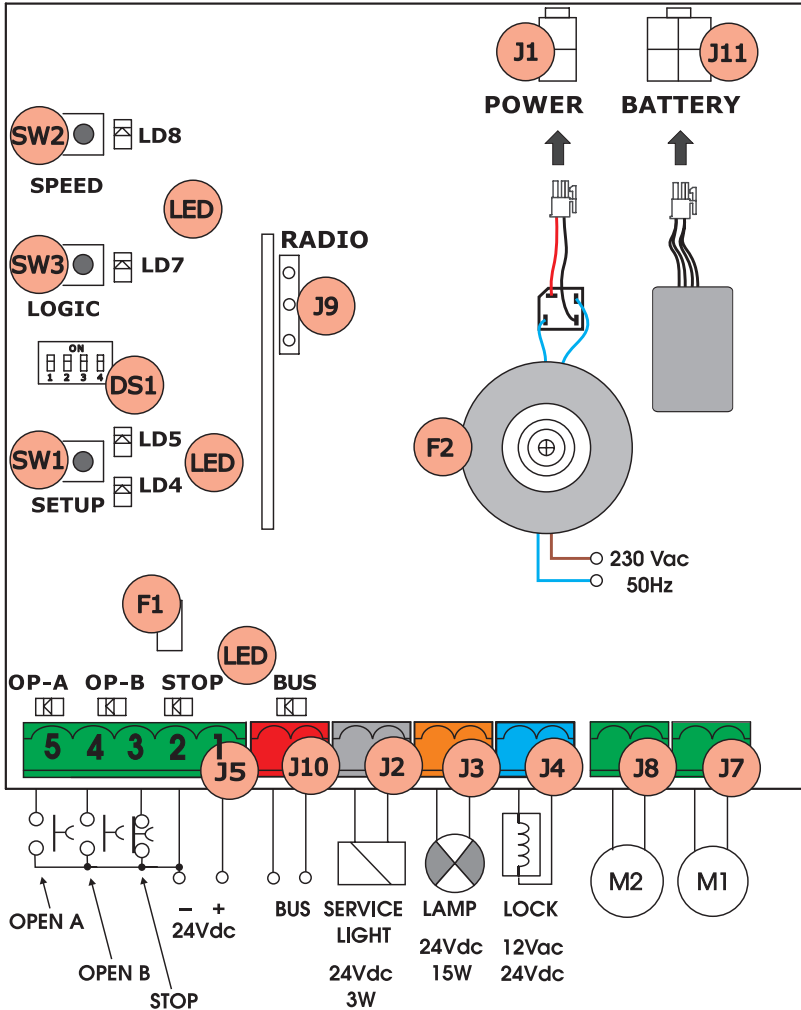 J1
J11
POWER
BATTERY
SW2
LD8
SPEED
LED
RADIO
SW3
LD7
J9
LOGIC
ON
1 2 3 4
DS1
LD5
SW1
LED
F2
LD4
SETUP
230 Vac
50Hz
F1
LED
OP-A
OP-B
STOP
BUS
5 4 3 2 1
J5
J10
J2
J3
J4
J8
J7
M2
M1
OPEN A
– +
24Vdc
BUS
SERVICE
LIGHT
24Vdc
3W
LAMP
24Vdc
15W
LOCK
12Vac
24Vdc
OPEN B
STOP